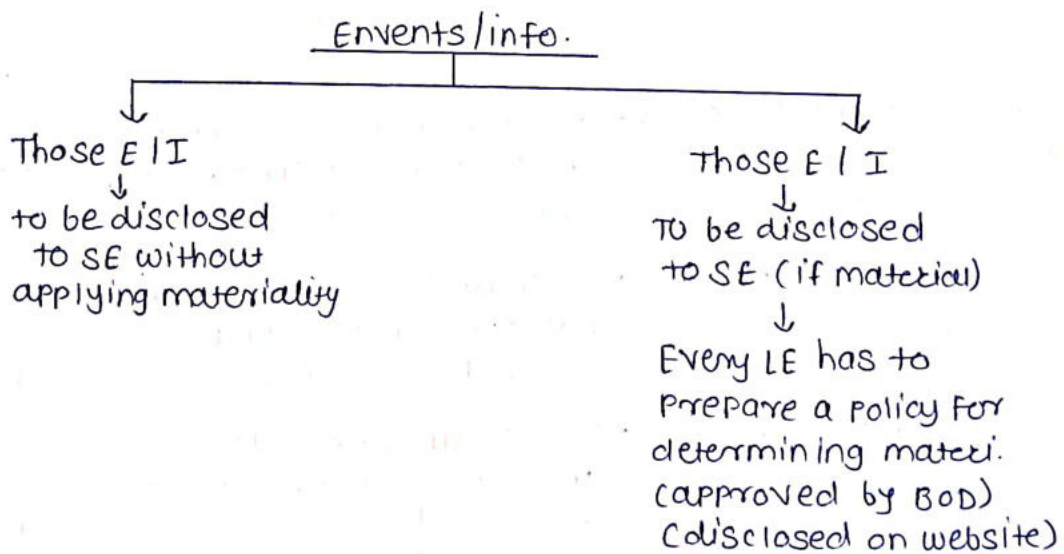 Envents/info.
Those E/I
to be disclosed
to SE without
applying materiality
Those E/I
TO be disclosed
to SE (if material)
Every LE has to
prepare a policy for
determining materi.
(approved by BOD)
(disclosed on website)